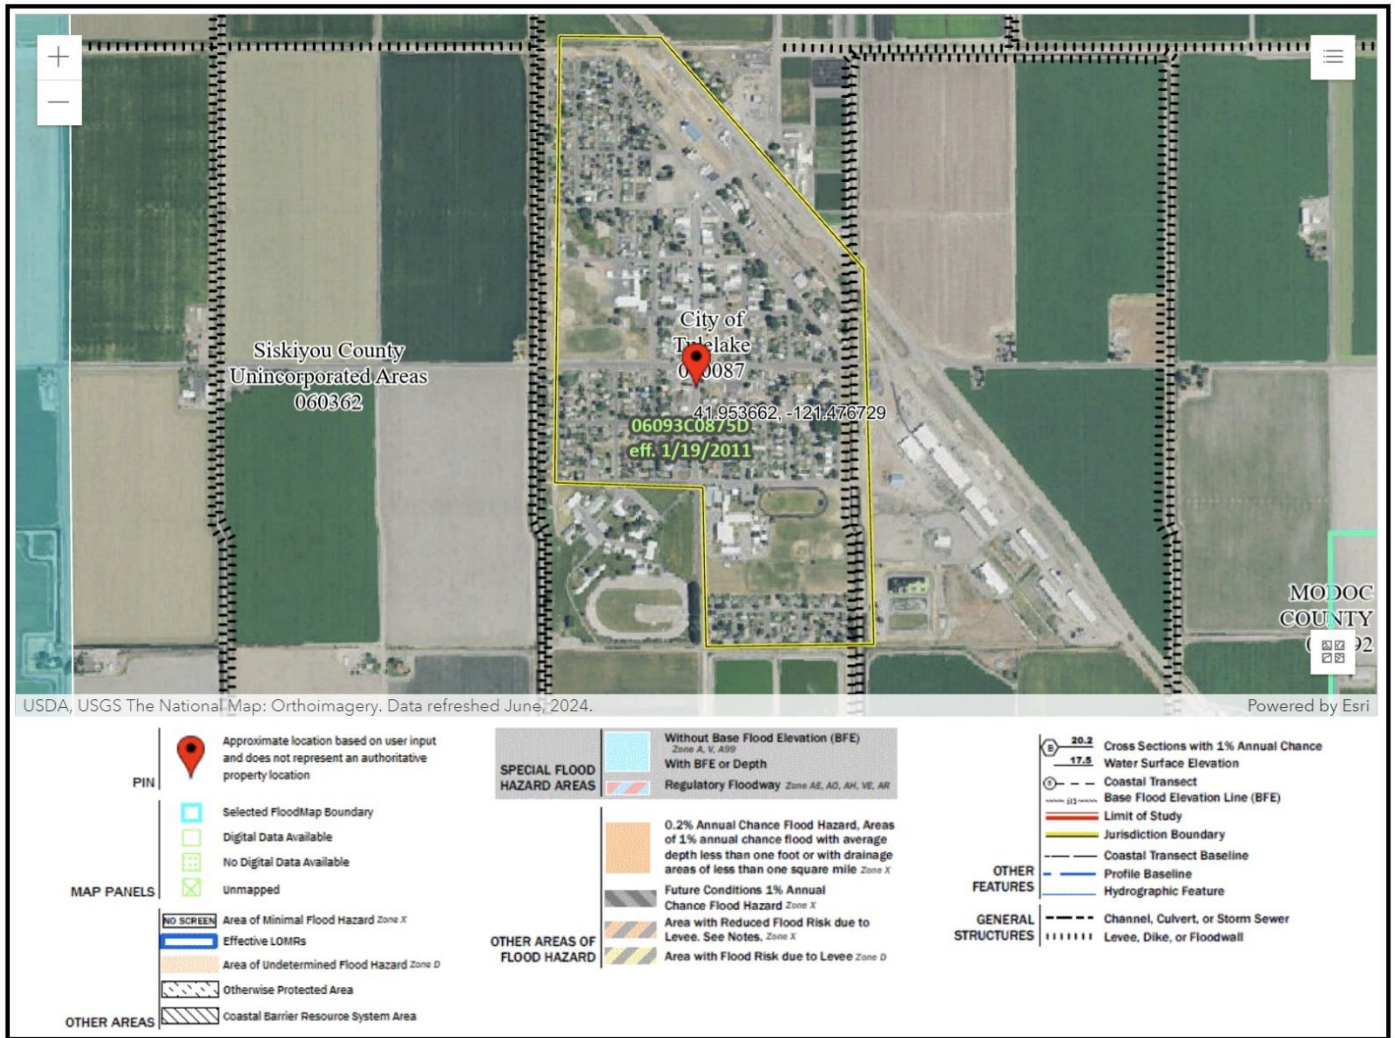 City of
Tulelake
Siskiyou County
Unincorporated Areas
060362
41.953662, -121.476729
06093C0875D
eff. 1/19/2011
MODOC
COUNTY
USDA, USGS The National Map: Orthoimagery. Data refreshed June, 2024.
Powered by Esri
PIN
Approximate location based on user input
and does not represent an authoritative
property location
MAP PANELS
Selected FloodMap Boundary
Digital Data Available
No Digital Data Available
Unmapped
OTHER AREAS
NO SCREEN Area of Minimal Flood Hazard Zone X
Effective LOMRs
Area of Undetermined Flood Hazard Zone D
Otherwise Protected Area
Coastal Barrier Resource System Area
SPECIAL FLOOD
HAZARD AREAS
Without Base Flood Elevation (BFE)
Zone A, V, A99
With BFE or Depth
Regulatory Floodway Zone AE, AO, AH, VE, AR
OTHER AREAS OF
FLOOD HAZARD
0.2% Annual Chance Flood Hazard, Areas
of 1% annual chance flood with average
depth less than one foot or with drainage
areas of less than one square mile Zone X
Future Conditions 1% Annual
Chance Flood Hazard Zone X
Area with Reduced Flood Risk due to
Levee. See Notes. Zone X
Area with Flood Risk due to Levee Zone D
B 20.2 Cross Sections with 1% Annual Chance
17.5 Water Surface Elevation
Coastal Transect
Base Flood Elevation Line (BFE)
Limit of Study
Jurisdiction Boundary
Coastal Transect Baseline
OTHER
FEATURES
Profile Baseline
Hydrographic Feature
GENERAL
STRUCTURES
Channel, Culvert, or Storm Sewer
Levee, Dike, or Floodwall